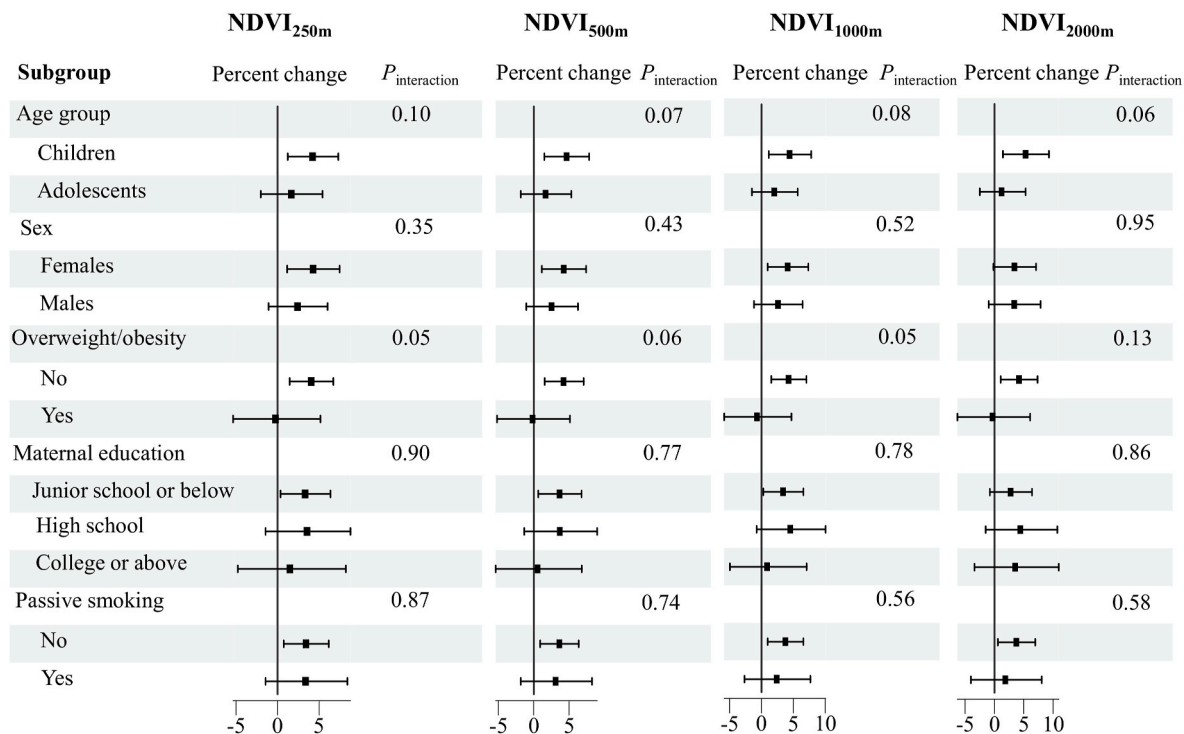 NDVI250m NDVI500m NDVI1000m NDVI2000m
Subgroup Percent change Pinteraction Percent change Pinteraction Percent change Pinteraction Percent change Pinteraction
Age group 0.10 0.07 0.08 0.06
Children
Adolescents
Sex 0.35 0.43 0.52 0.95
Females
Males
Overweight/obesity 0.05 0.06 0.05 0.13
No
Yes
Maternal education 0.90 0.77 0.78 0.86
Junior school or below
High school
College or above
Passive smoking 0.87 0.74 0.56 0.58
No
Yes
-5 0 5 -5 0 5 -5 0 5 10 -5 0 5 10